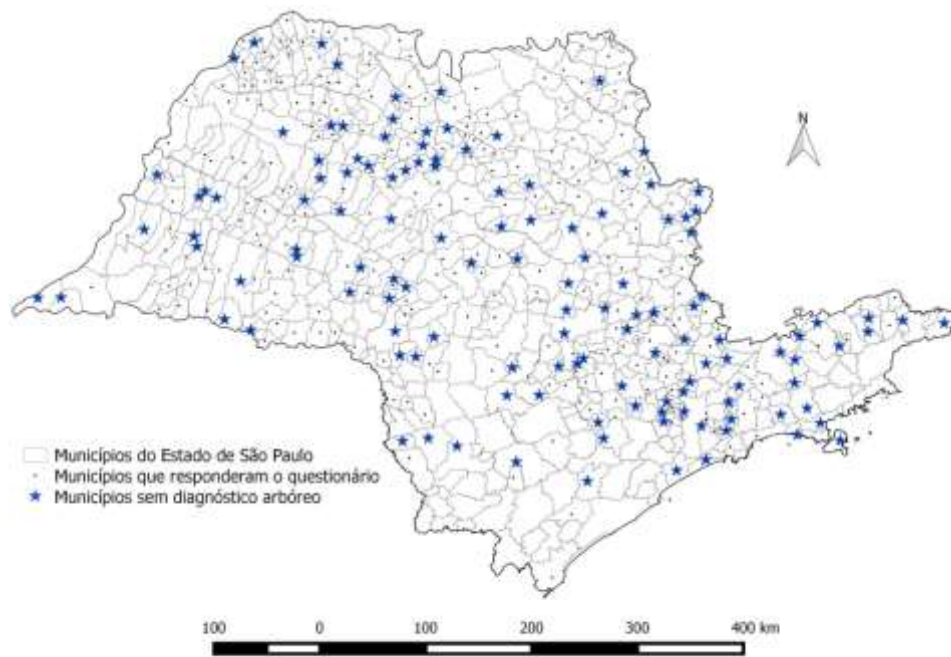 N
Municípios do Estado de São Paulo
Municípios que responderam o questionário
Municípios sem diagnóstico arbóreo
100 0 100 200 300 400 km